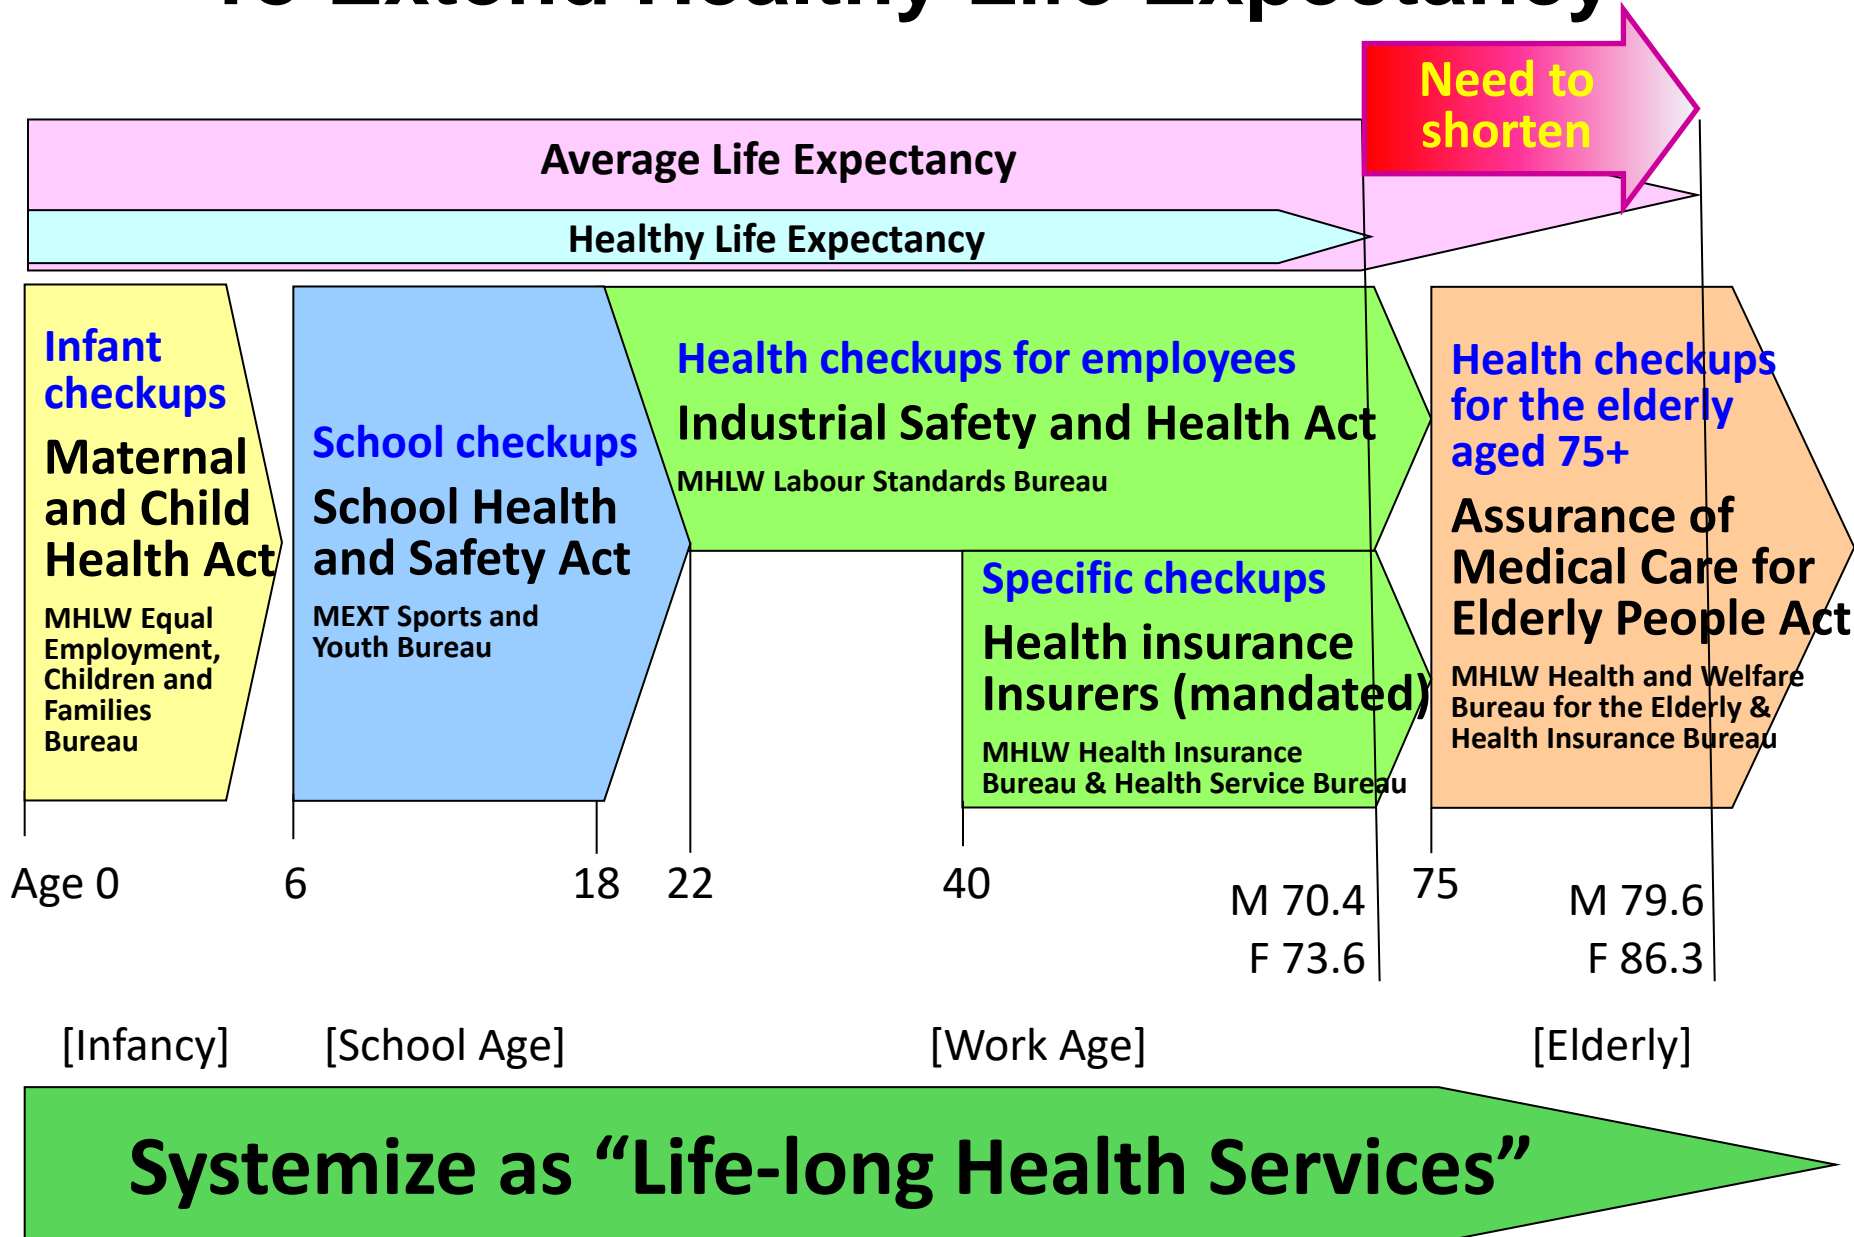 To Extend Healthy Life Expectancy
Need to
shorten
Average Life Expectancy
Healthy Life Expectancy
Infant
checkups
Maternal
and Child
Health Act
MHLW Equal
Employment,
Children and
Families
Bureau
School checkups
School Health
and Safety Act
MEXT Sports and
Youth Bureau
Health checkups for employees
Industrial Safety and Health Act
MHLW Labour Standards Bureau
Specific checkups
Health insurance
Insurers (mandated)
MHLW Health Insurance
Bureau & Health Service Bureau
Health checkups
for the elderly
aged 75+
Assurance of
Medical Care for
Elderly People Act
MHLW Health and Welfare
Bureau for the Elderly &
Health Insurance Bureau
Age 0
6
18
22
40
75
M 70.4
F 73.6
M 79.6
F 86.3
[Infancy]
[School Age]
[Work Age]
[Elderly]
Systemize as “Life-long Health Services”